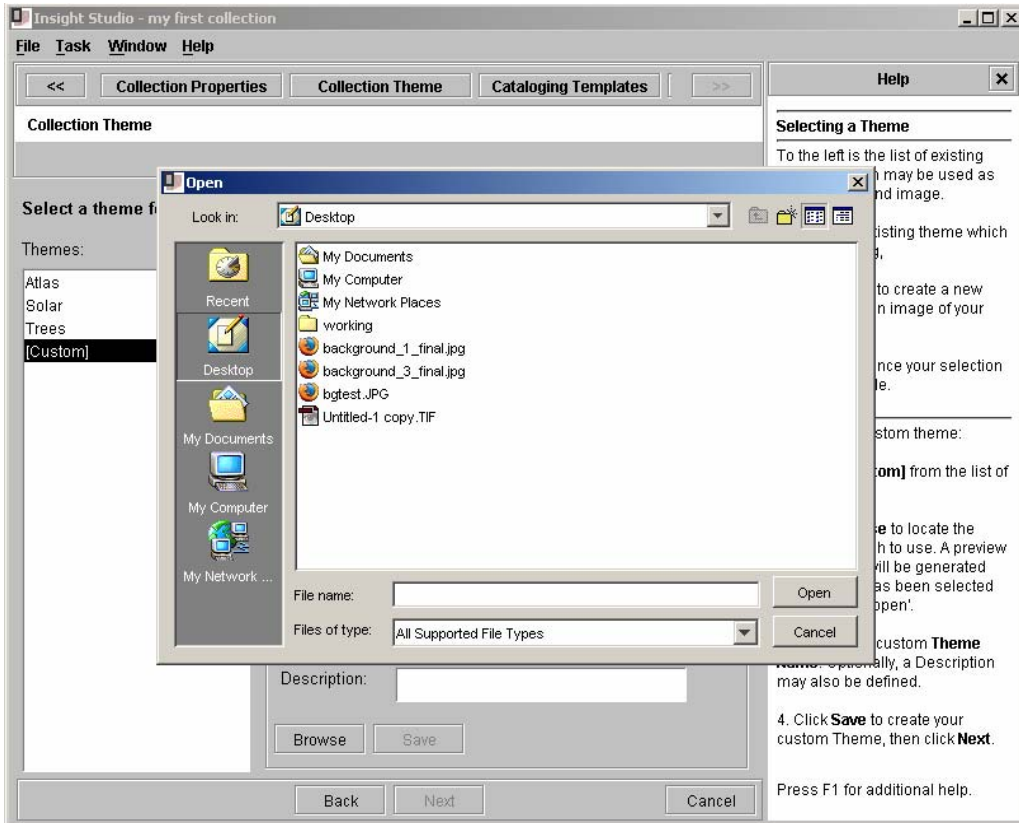 Insight Studio - my first collection
File Task Window Help
<< Collection Properties Collection Theme Cataloging Templates >>
Collection Theme
Select a theme f
Themes:
Atlas
Solar
Trees
[Custom]
Open
Look in: Desktop
Recent
Desktop
My Documents
My Computer
My Network ...
My Documents
My Computer
My Network Places
working
background_1_final.jpg
background_3_final.jpg
bgtest.JPG
Untitled-1 copy.TIF
File name:
Open
Files of type: All Supported File Types
Cancel
Description:
Browse Save
Back Next Cancel
Help
Selecting a Theme
To the left is the list of existing
may be used as
nd image.
isting theme which
to create a new
n image of your
nce your selection
le.
stom theme:
om] from the list of
e to locate the
h to use. A preview
ill be generated
as been selected
open'.
custom Theme
Name. Optionally, a Description
may also be defined.
4. Click Save to create your
custom Theme, then click Next.
Press F1 for additional help.